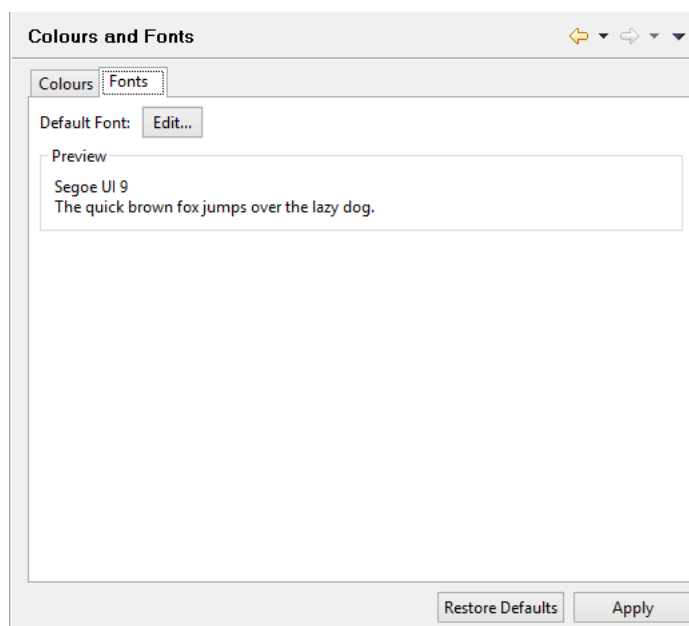 Colours and Fonts
Colours Fonts
Default Font: Edit...
Preview
Segoe UI 9
The quick brown fox jumps over the lazy dog.
Restore Defaults Apply